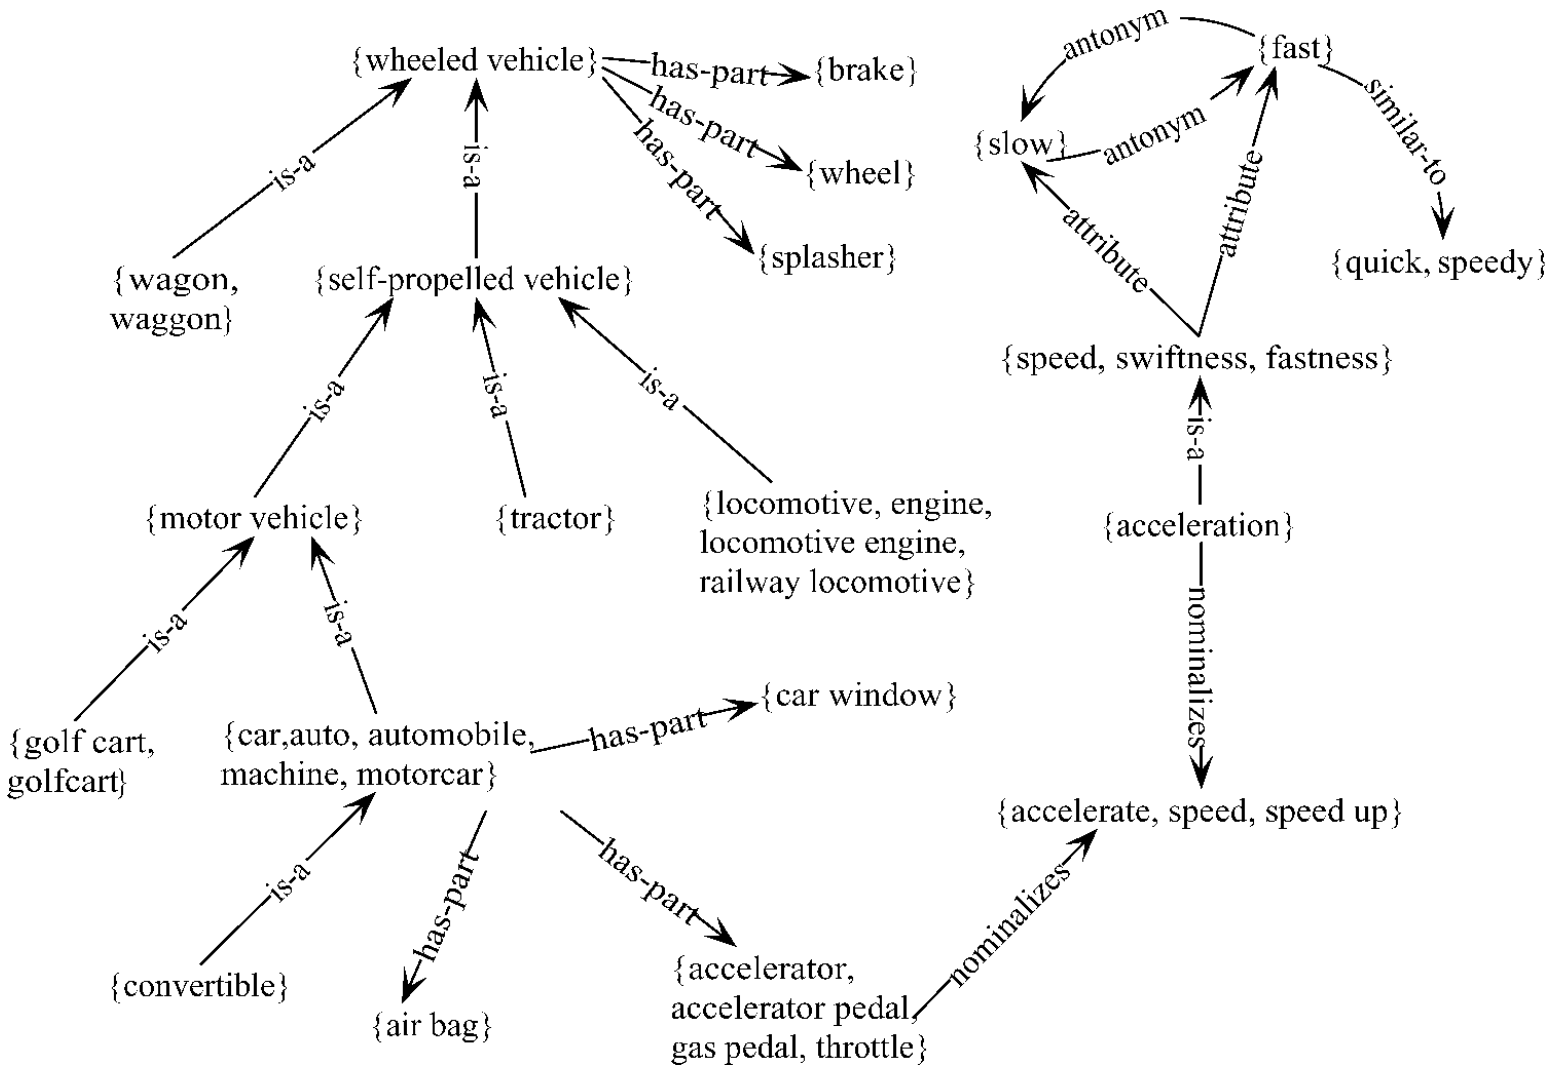 {wheeled vehicle}
has-part
{brake}
has-part
{wheel}
has-part
{splasher}
is-a
is-a
{wagon,
waggon}
{self-propelled vehicle}
is-a
is-a
is-a
{motor vehicle}
{tractor}
{locomotive, engine,
locomotive engine,
railway locomotive}
is-a
is-a
{golf cart,
golfcart}
{car,auto, automobile,
machine, motorcar}
has-part
{car window}
is-a
has-part
has-part
{convertible}
{air bag}
{accelerator,
accelerator pedal,
gas pedal, throttle}
nominalizes
antonym
{fast}
{slow}
antonym
similar-to
attribute
attribute
{quick, speedy}
{speed, swiftness, fastness}
is-a
{acceleration}
nominalizes
{accelerate, speed, speed up}